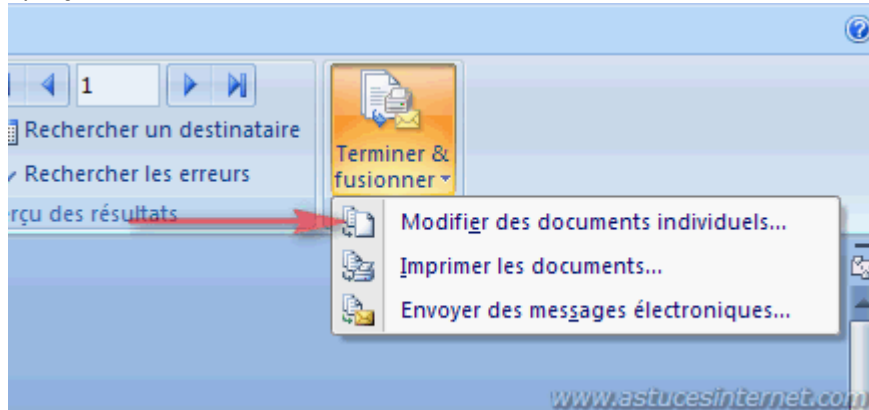 1
Rechercher un destinataire
Rechercher les erreurs
rçu des résultats
Terminer &
fusionner
Modifier des documents individuels...
Imprimer les documents...
Envoyer des messages électroniques...
www.astucesinternet.com